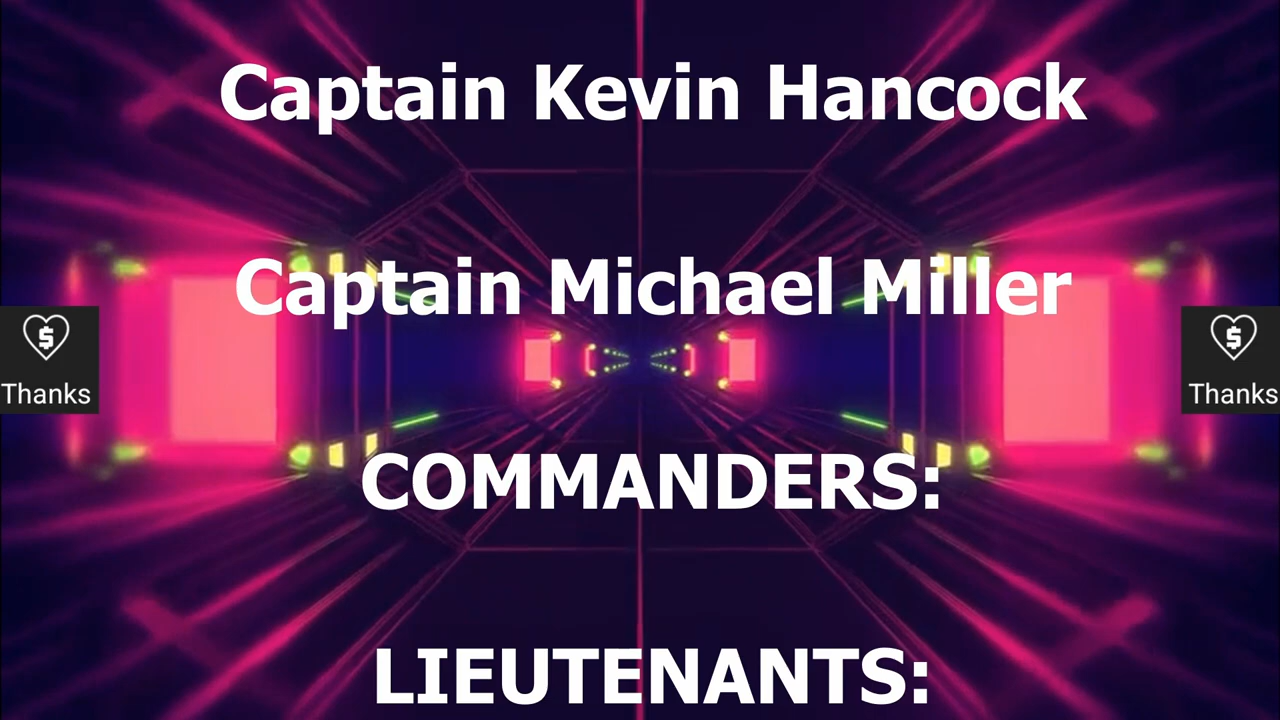 Captain Kevin Hancock
Captain Michael Miller
$
Thanks
$
Thanks
COMMANDERS:
LIEUTENANTS: